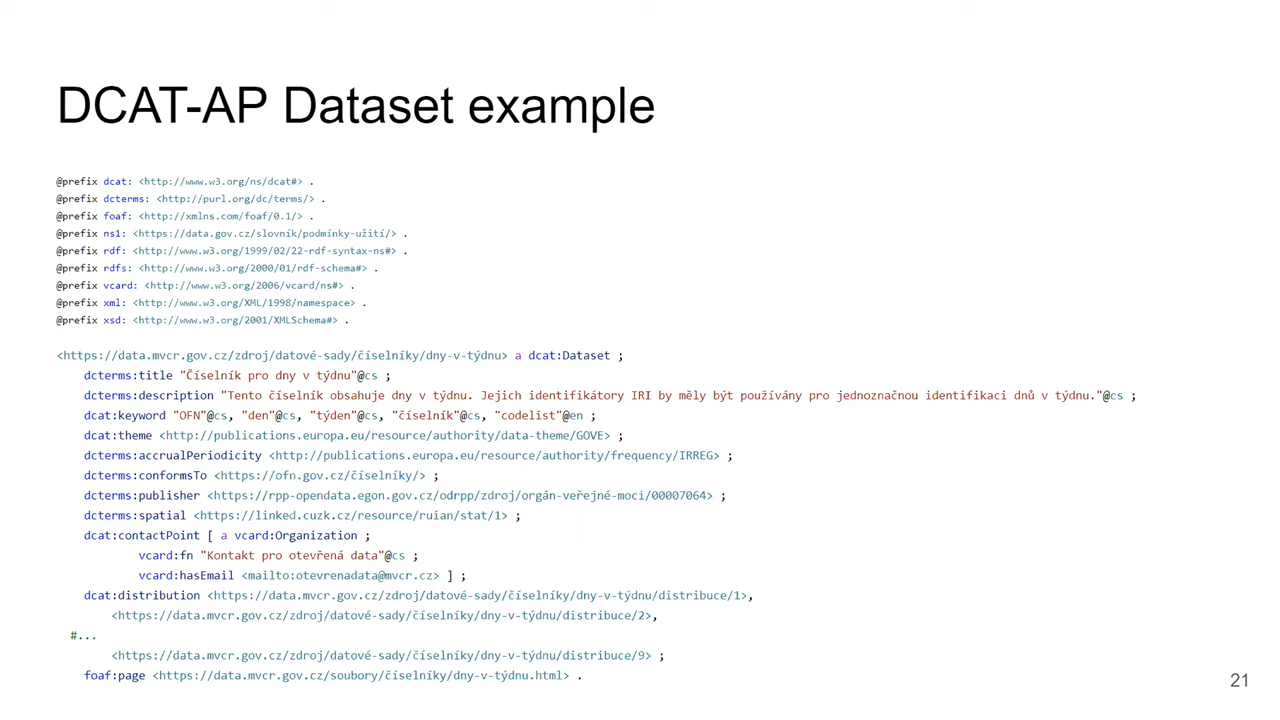 DCAT-AP Dataset example
@prefix dcat: <http://www.w3.org/ns/dcat#> .
@prefix dcterms: <http://purl.org/dc/terms/> .
@prefix foaf: <http://xmlns.com/foaf/0.1/> .
@prefix ns1: <https://data.gov.cz/slovník/podmínky-užití/> .
@prefix rdf: <http://www.w3.org/1999/02/22-rdf-syntax-ns#> .
@prefix rdfs: <http://www.w3.org/2000/01/rdf-schema#> .
@prefix vcard: <http://www.w3.org/2006/vcard/ns#> .
@prefix xml: <http://www.w3.org/XML/1998/namespace> .
@prefix xsd: <http://www.w3.org/2001/XMLSchema#> .
<https://data.mvcr.gov.cz/zdroj/datové-sady/číselníky/dny-v-týdnu> a dcat:Dataset ;
dcterms:title "Číselník pro dny v týdnu"@cs ;
dcterms:description "Tento číselník obsahuje dny v týdnu. Jejich identifikátory IRI by měly být používány pro jednoznačnou identifikaci dnů v týdnu."@cs ;
dcat:keyword "OFN"@cs, "den"@cs, "týden"@cs, "číselník"@cs, "codelist"@en ;
dcat:theme <http://publications.europa.eu/resource/authority/data-theme/GOVE> ;
dcterms:accrualPeriodicity <http://publications.europa.eu/resource/authority/frequency/IRREG> ;
dcterms:conformsTo <https://ofn.gov.cz/číselníky/> ;
dcterms:publisher <https://rpp-opendata.egon.gov.cz/odrpp/zdroj/orgán-veřejné-moci/00007064> ;
dcterms:spatial <https://linked.cuzk.cz/resource/ruian/stat/1> ;
dcat:contactPoint [ a vcard:Organization ;
vcard:fn "Kontakt pro otevřená data"@cs ;
vcard:hasEmail <mailto:otevrenadata@mvcr.cz> ] ;
dcat:distribution <https://data.mvcr.gov.cz/zdroj/datové-sady/číselníky/dny-v-týdnu/distribuce/1>,
<https://data.mvcr.gov.cz/zdroj/datové-sady/číselníky/dny-v-týdnu/distribuce/2>,
#...
<https://data.mvcr.gov.cz/zdroj/datové-sady/číselníky/dny-v-týdnu/distribuce/9> ;
foaf:page <https://data.mvcr.gov.cz/soubory/číselníky/dny-v-týdnu.html> .
21